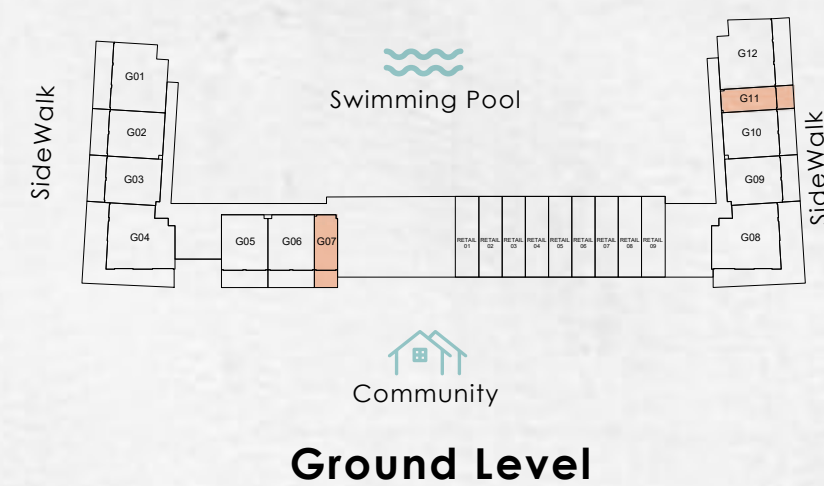 G12
G01
Swimming Pool
G11
SideWalk
G02
G10
SideWalk
G03
G09
G04
G05
G06
G07
RETAIL 01
RETAIL 02
RETAIL 03
RETAIL 04
RETAIL 05
RETAIL 06
RETAIL 07
RETAIL 08
RETAIL 09
G08
Community
Ground Level